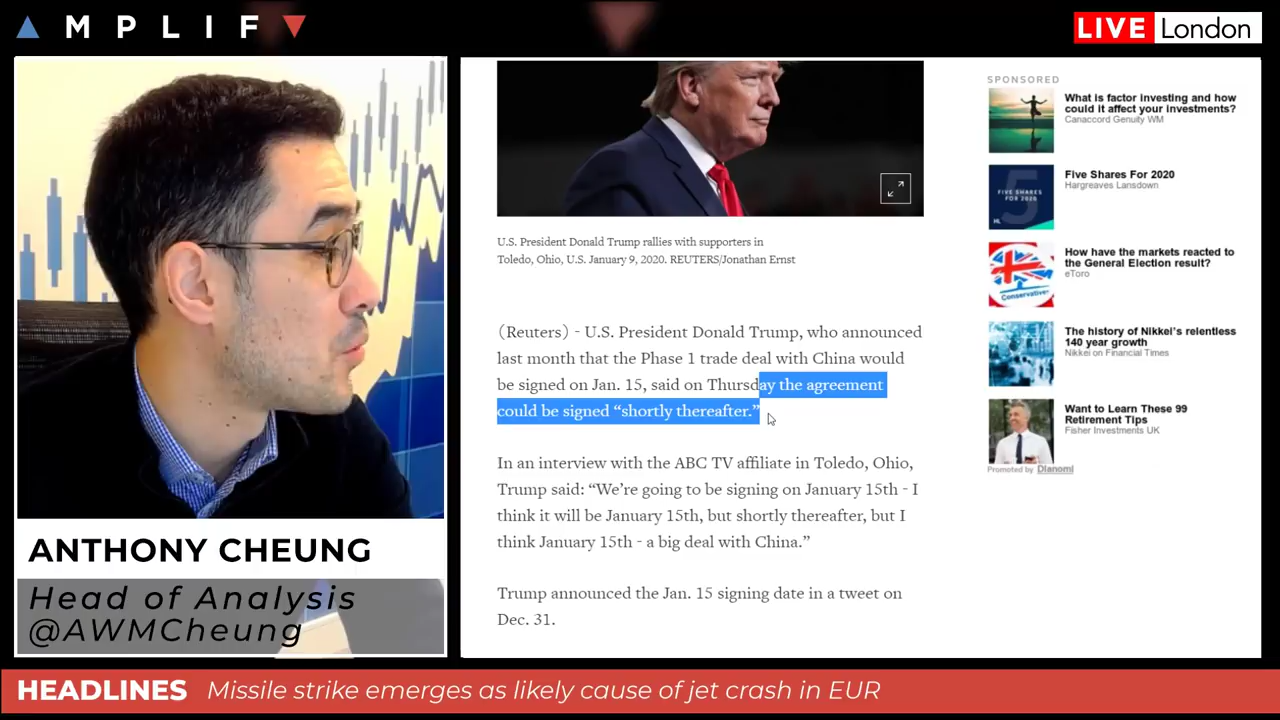 ▲ M P L I F ▼
LIVE London
ANTHONY CHEUNG
Head of Analysis
@AWMCheung
U.S. President Donald Trump rallies with supporters in
Toledo, Ohio, U.S. January 9, 2020. REUTERS/Jonathan Ernst
(Reuters) - U.S. President Donald Trump, who announced
last month that the Phase 1 trade deal with China would
be signed on Jan. 15, said on Thursday the agreement
could be signed “shortly thereafter.”
In an interview with the ABC TV affiliate in Toledo, Ohio,
Trump said: “We’re going to be signing on January 15th - I
think it will be January 15th, but shortly thereafter, but I
think January 15th - a big deal with China.”
Trump announced the Jan. 15 signing date in a tweet on
Dec. 31.
SPONSORED
What is factor investing and how
could it affect your investments?
Canaccord Genuity WM
5
FIVE SHARES
FOR 2020
HL
Five Shares For 2020
Hargreaves Lansdown
Conservative
How have the markets reacted to
the General Election result?
eToro
The history of Nikkei's relentless
140 year growth
Nikkei on Financial Times
Want to Learn These 99
Retirement Tips
Fisher Investments UK
Promoted by Dianomi
HEADLINES Missile strike emerges as likely cause of jet crash in EUR